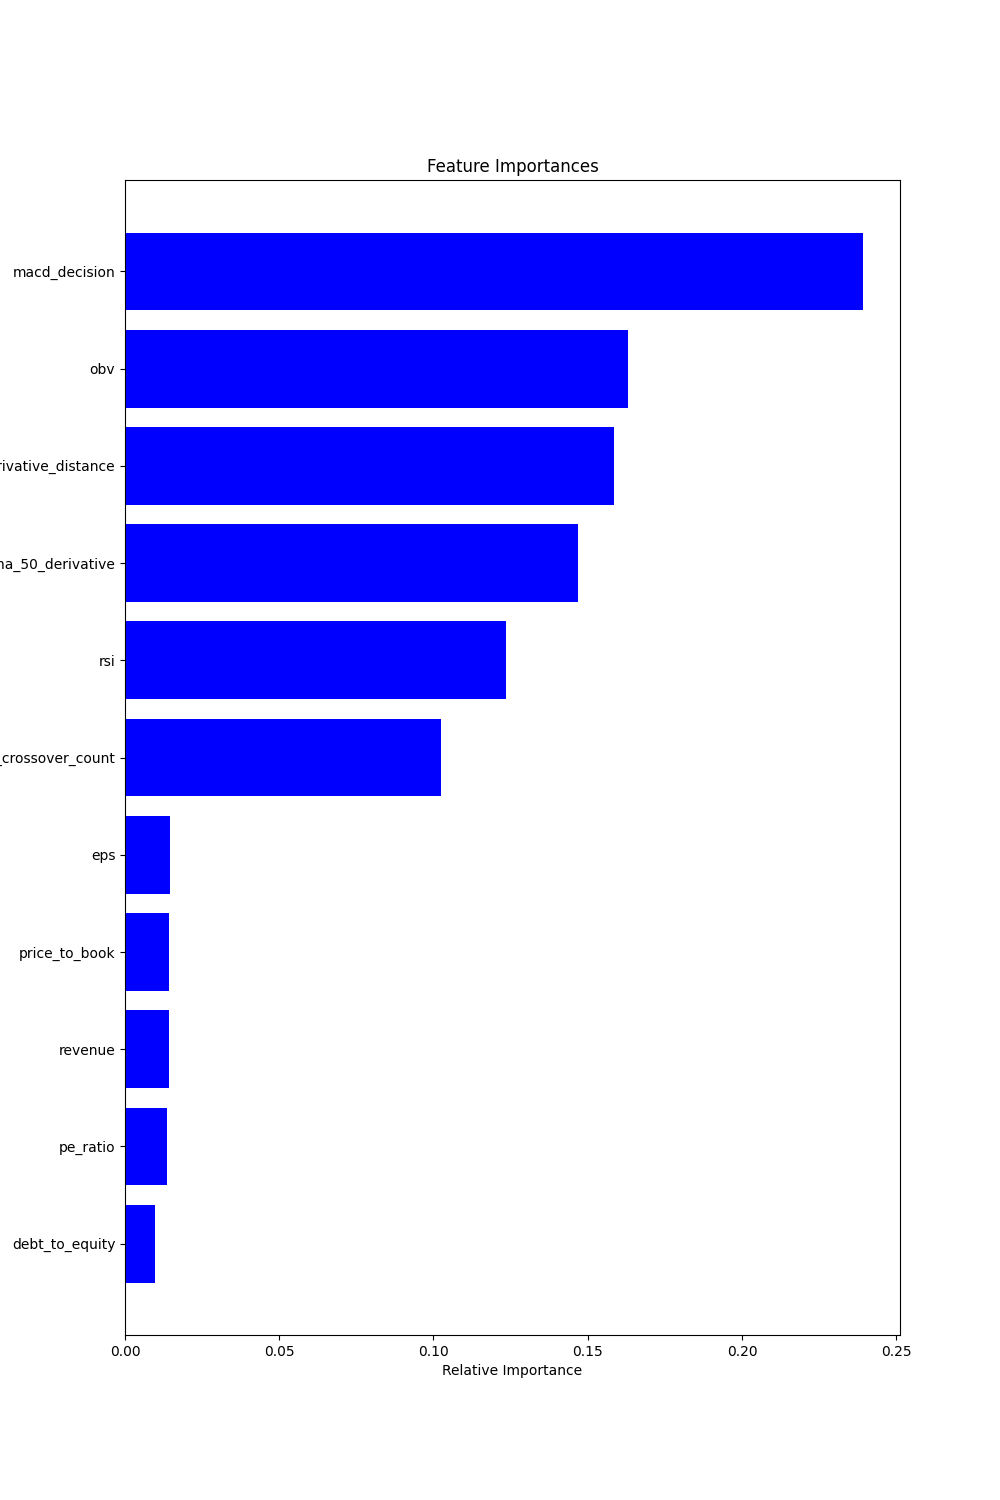 Feature Importances
macd_decision
obv
rivative_distance
na_50_derivative
rsi
_crossover_count
eps
price_to_book
revenue
pe_ratio
debt_to_equity
0.00 0.05 0.10 0.15 0.20 0.25
Relative Importance